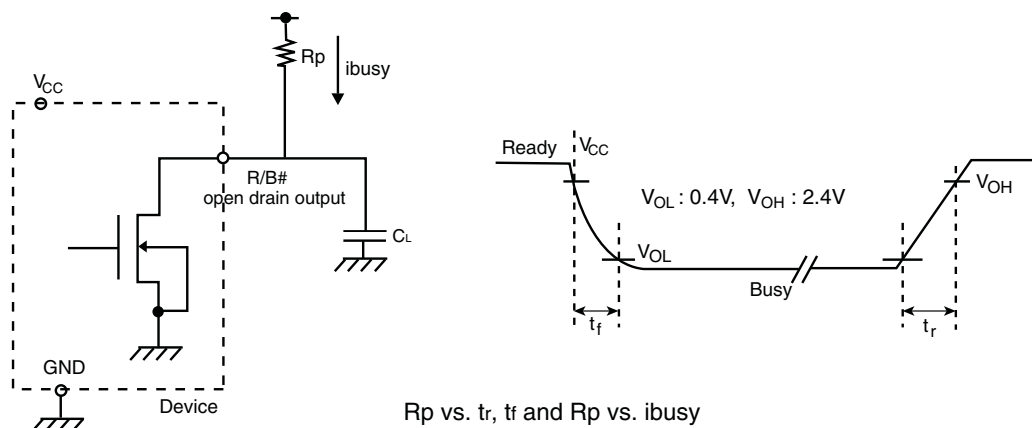 Rp
ibusy
VCC
R/B#
open drain output
CL
GND
Device
Ready
VCC
VOL : 0.4V, VOH : 2.4V
VOH
VOL
Busy
tf
tr
Rp vs. tr, tf and Rp vs. ibusy